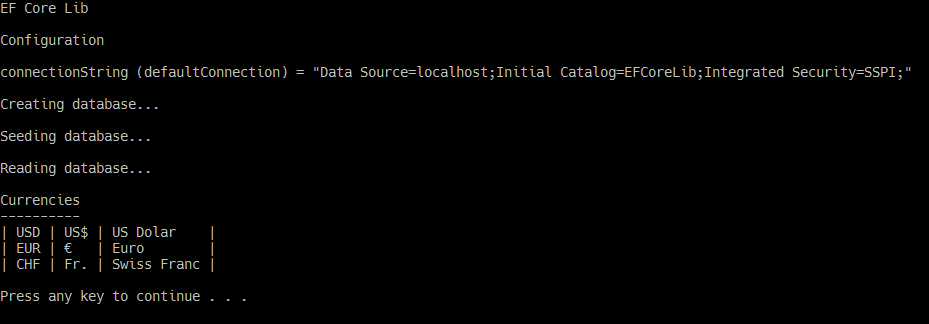 EF Core Lib
Configuration
connectionString (defaultConnection) = "Data Source=localhost;Initial Catalog=EFCoreLib;Integrated Security=SSPI;"
Creating database...
Seeding database...
Reading database...
Currencies
----------
| USD | US$ | US Dolar    |
| EUR | €   | Euro        |
| CHF | Fr. | Swiss Franc |
Press any key to continue . . .